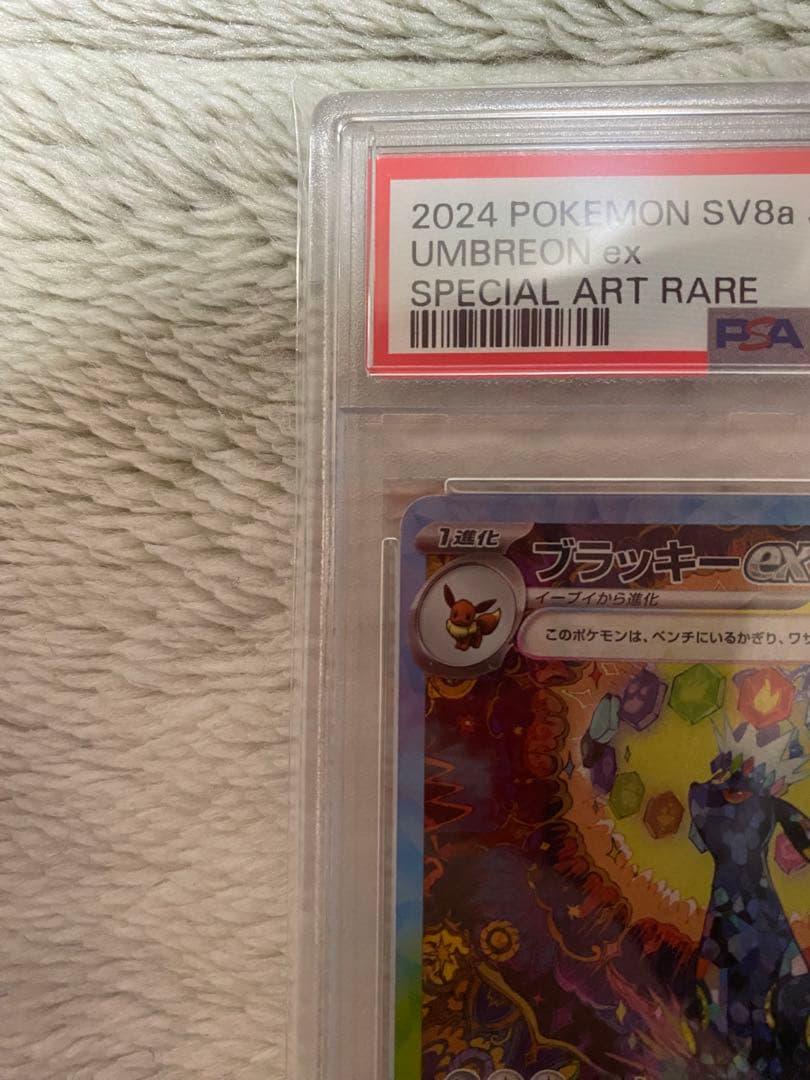 2024 POKEMON SV8a
UMBREON ex
SPECIAL ART RARE
PSA
1進化
ブラッキーex
イーブイから進化
このポケモンは、ベンチにいるかぎり、ワザ